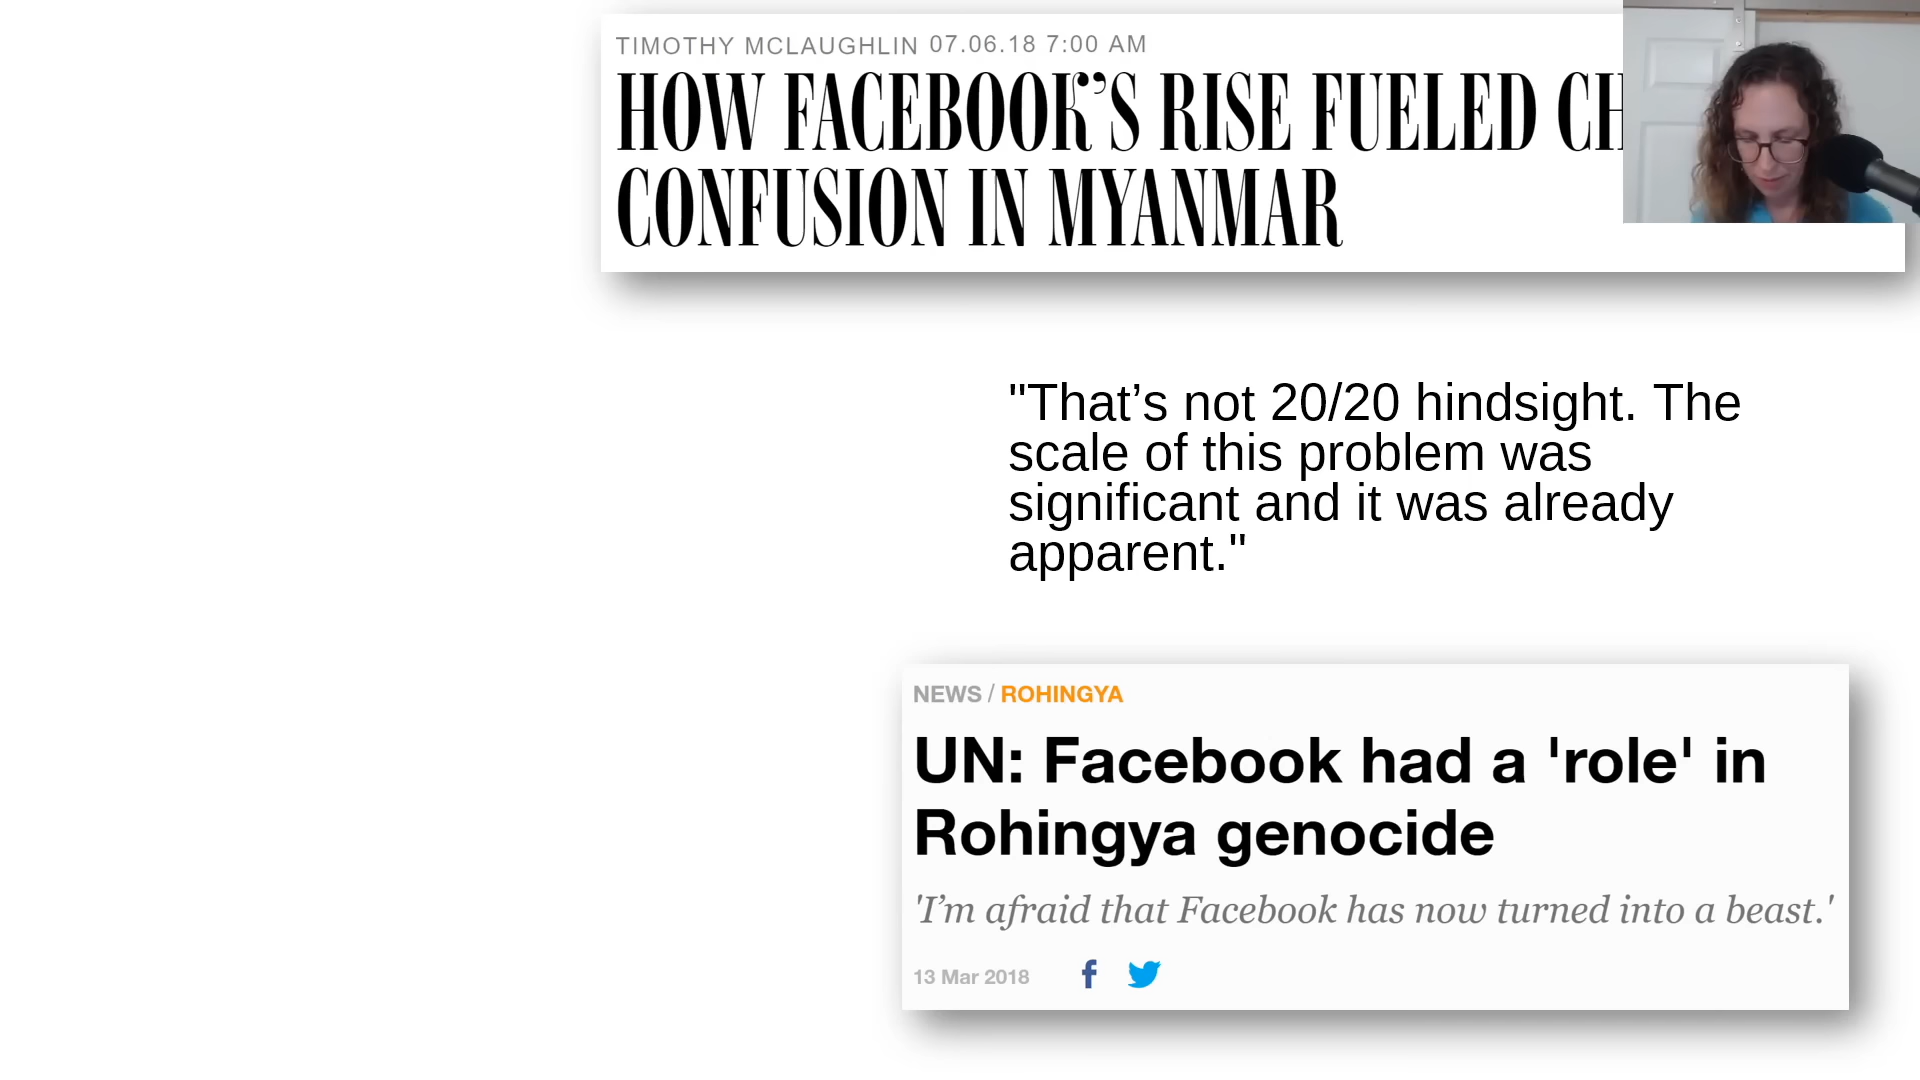 TIMOTHY MCLAUGHLIN 07.06.18 7:00 AM
HOW FACEBOOK’S RISE FUELED
CONFUSION IN MYANMAR
"That’s not 20/20 hindsight. The
scale of this problem was
significant and it was already
apparent."
NEWS / ROHINGYA
UN: Facebook had a 'role' in
Rohingya genocide
'I’m afraid that Facebook has now turned into a beast.'
13 Mar 2018